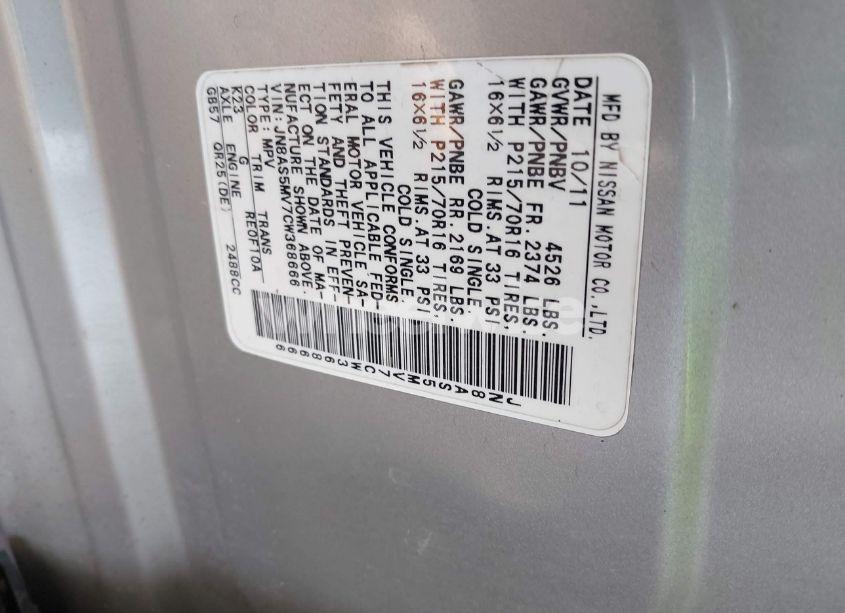 MFD BY NISSAN MOTOR CO.,LTD.
DATE 10/11
GVWR/PNBV 4526 LBS.
GAWR/PNBE FR. 2374 LBS.
WITH P215/70R16 TIRES,
16X6½ RIMS.AT 33 PSI
COLD SINGLE.
GAWR/PNBE RR. 2169 LBS.
WITH P215/70R16 TIRES,
16X6½ RIMS.AT 33 PSI
COLD SINGLE.
THIS VEHICLE CONFORMS
TO ALL APPLICABLE FED-
ERAL MOTOR VEHICLE SA-
FETY AND THEFT PREVEN-
TION STANDARDS IN EFF-
ECT ON THE DATE OF MA-
NUFACTURE SHOWN ABOVE.
VIN: JN8AS5MV7CW368666
TYPE: MPV
COLOR TRIM TRANS
K23 G RE0F10A
AXLE ENGINE
GB57 QR25(DE) 2488CC
JN8AS5MV7CW368666